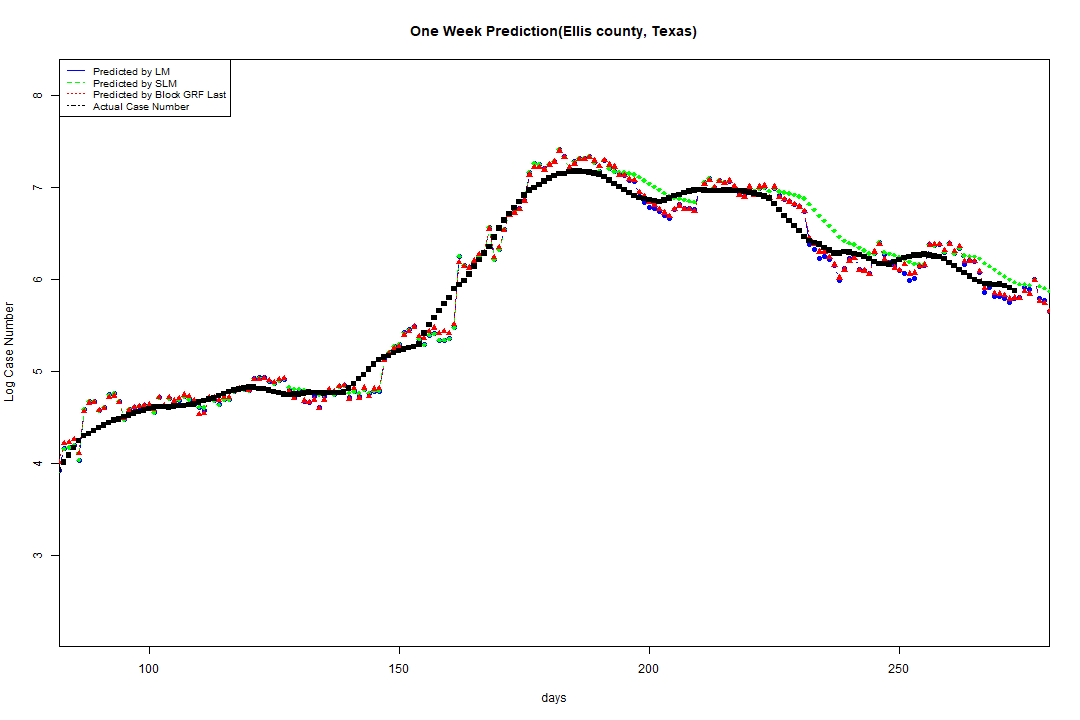 One Week Prediction(Ellis county, Texas)
Predicted by LM
Predicted by SLM
Predicted by Block GRF Last
Actual Case Number
8
7
6
5
4
3
Log Case Number
100 150 200 250
days